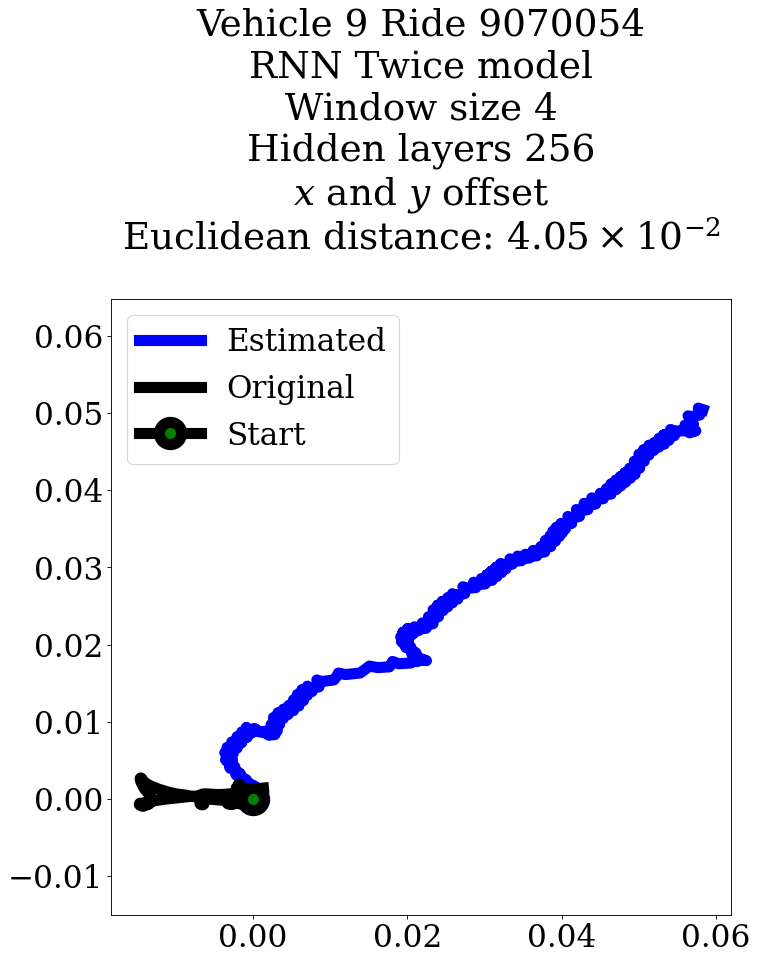 Vehicle 9 Ride 9070054
RNN Twice model
Window size 4
Hidden layers 256
x and y offset
Euclidean distance: 4.05 × 10⁻²
Estimated
Original
Start
0.06
0.05
0.04
0.03
0.02
0.01
0.00
−0.01
0.00 0.02 0.04 0.06